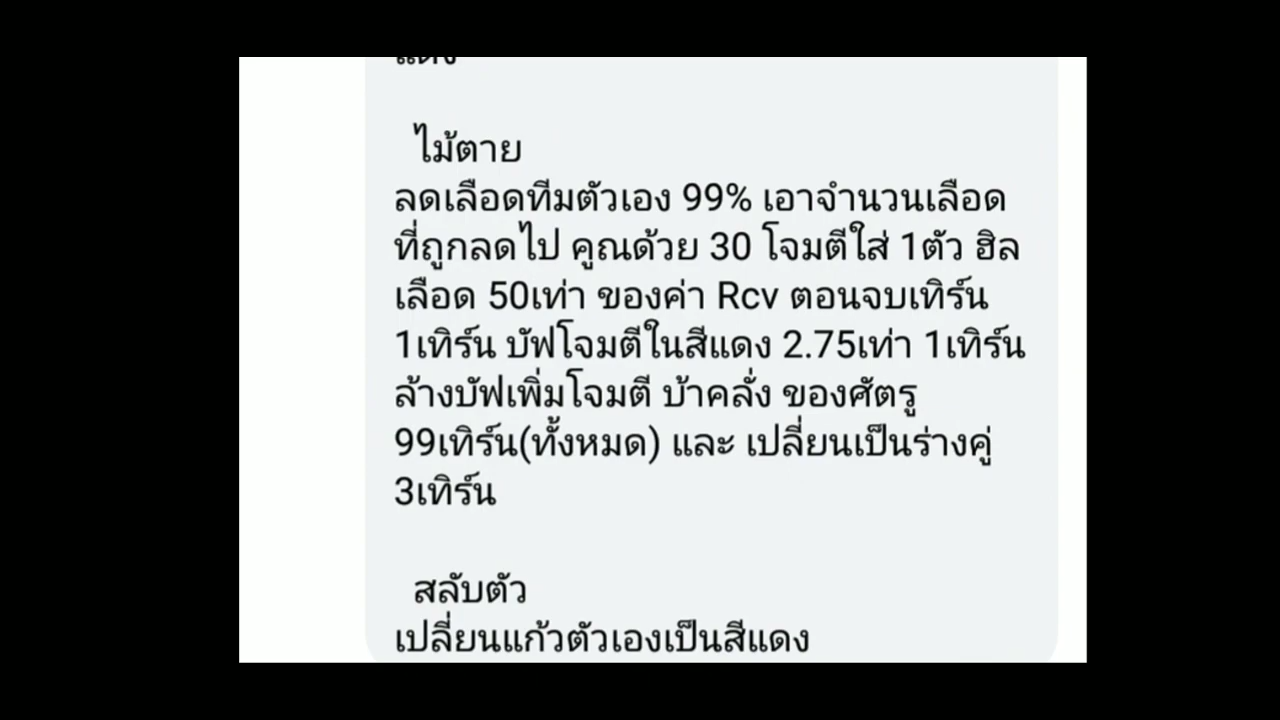 ไม้ตาย
ลดเลือดทีมตัวเอง 99% เอาจำนวนเลือด
ที่ถูกลดไป คูณด้วย 30 โจมตีใส่ 1ตัว ฮิล
เลือด 50เท่า ของค่า Rcv ตอนจบเทิร์น
1เทิร์น บัฟโจมตีในสีแดง 2.75เท่า 1เทิร์น
ล้างบัฟเพิ่มโจมตี บ้าคลั่ง ของศัตรู
99เทิร์น(ทั้งหมด) และ เปลี่ยนเป็นร่างคู่
3เทิร์น
สลับตัว
เปลี่ยนแก้วตัวเองเป็นสีแดง